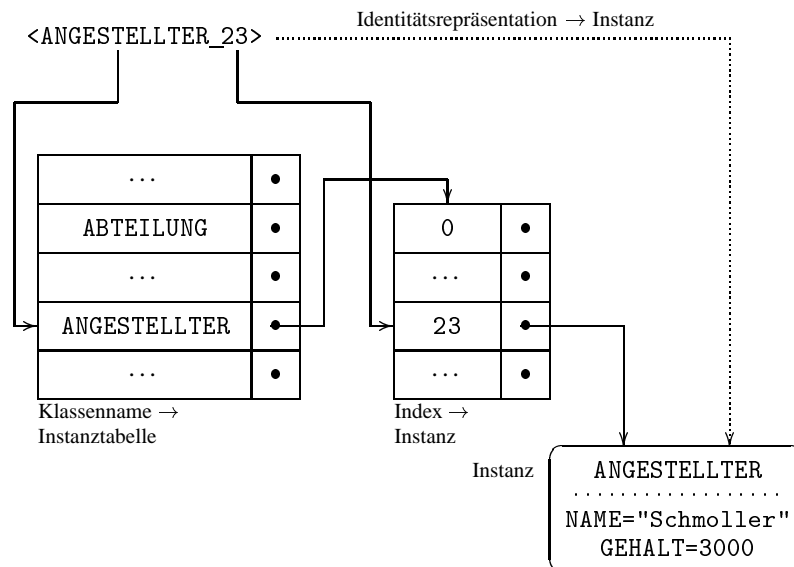 Identitätsrepräsentation → Instanz
<ANGESTELLTER_23>
...
ABTEILUNG
...
ANGESTELLTER
...
Klassenname →
Instanztabelle
0
...
23
...
Index →
Instanz
Instanz
ANGESTELLTER
NAME="Schmoller"
GEHALT=3000